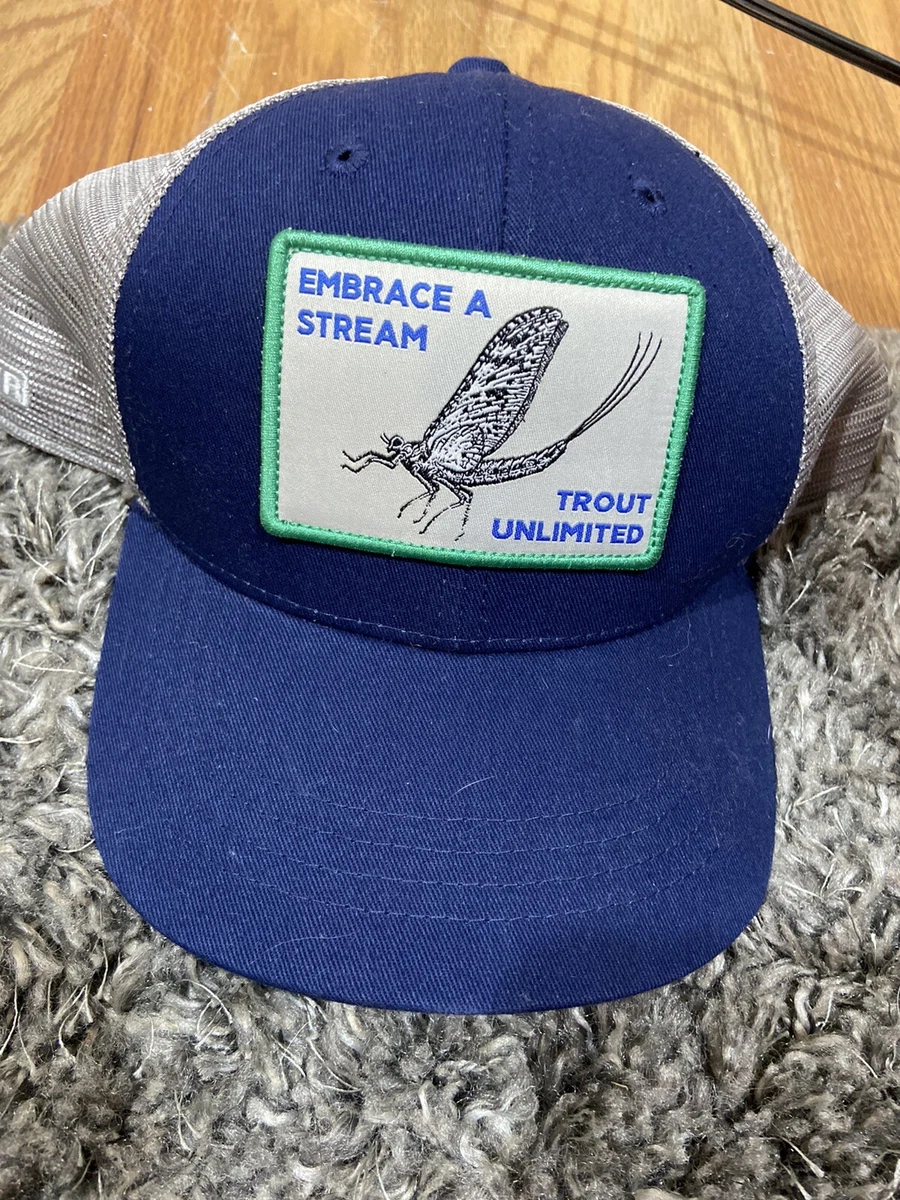 EMBRACE A
STREAM
TROUT
UNLIMITED